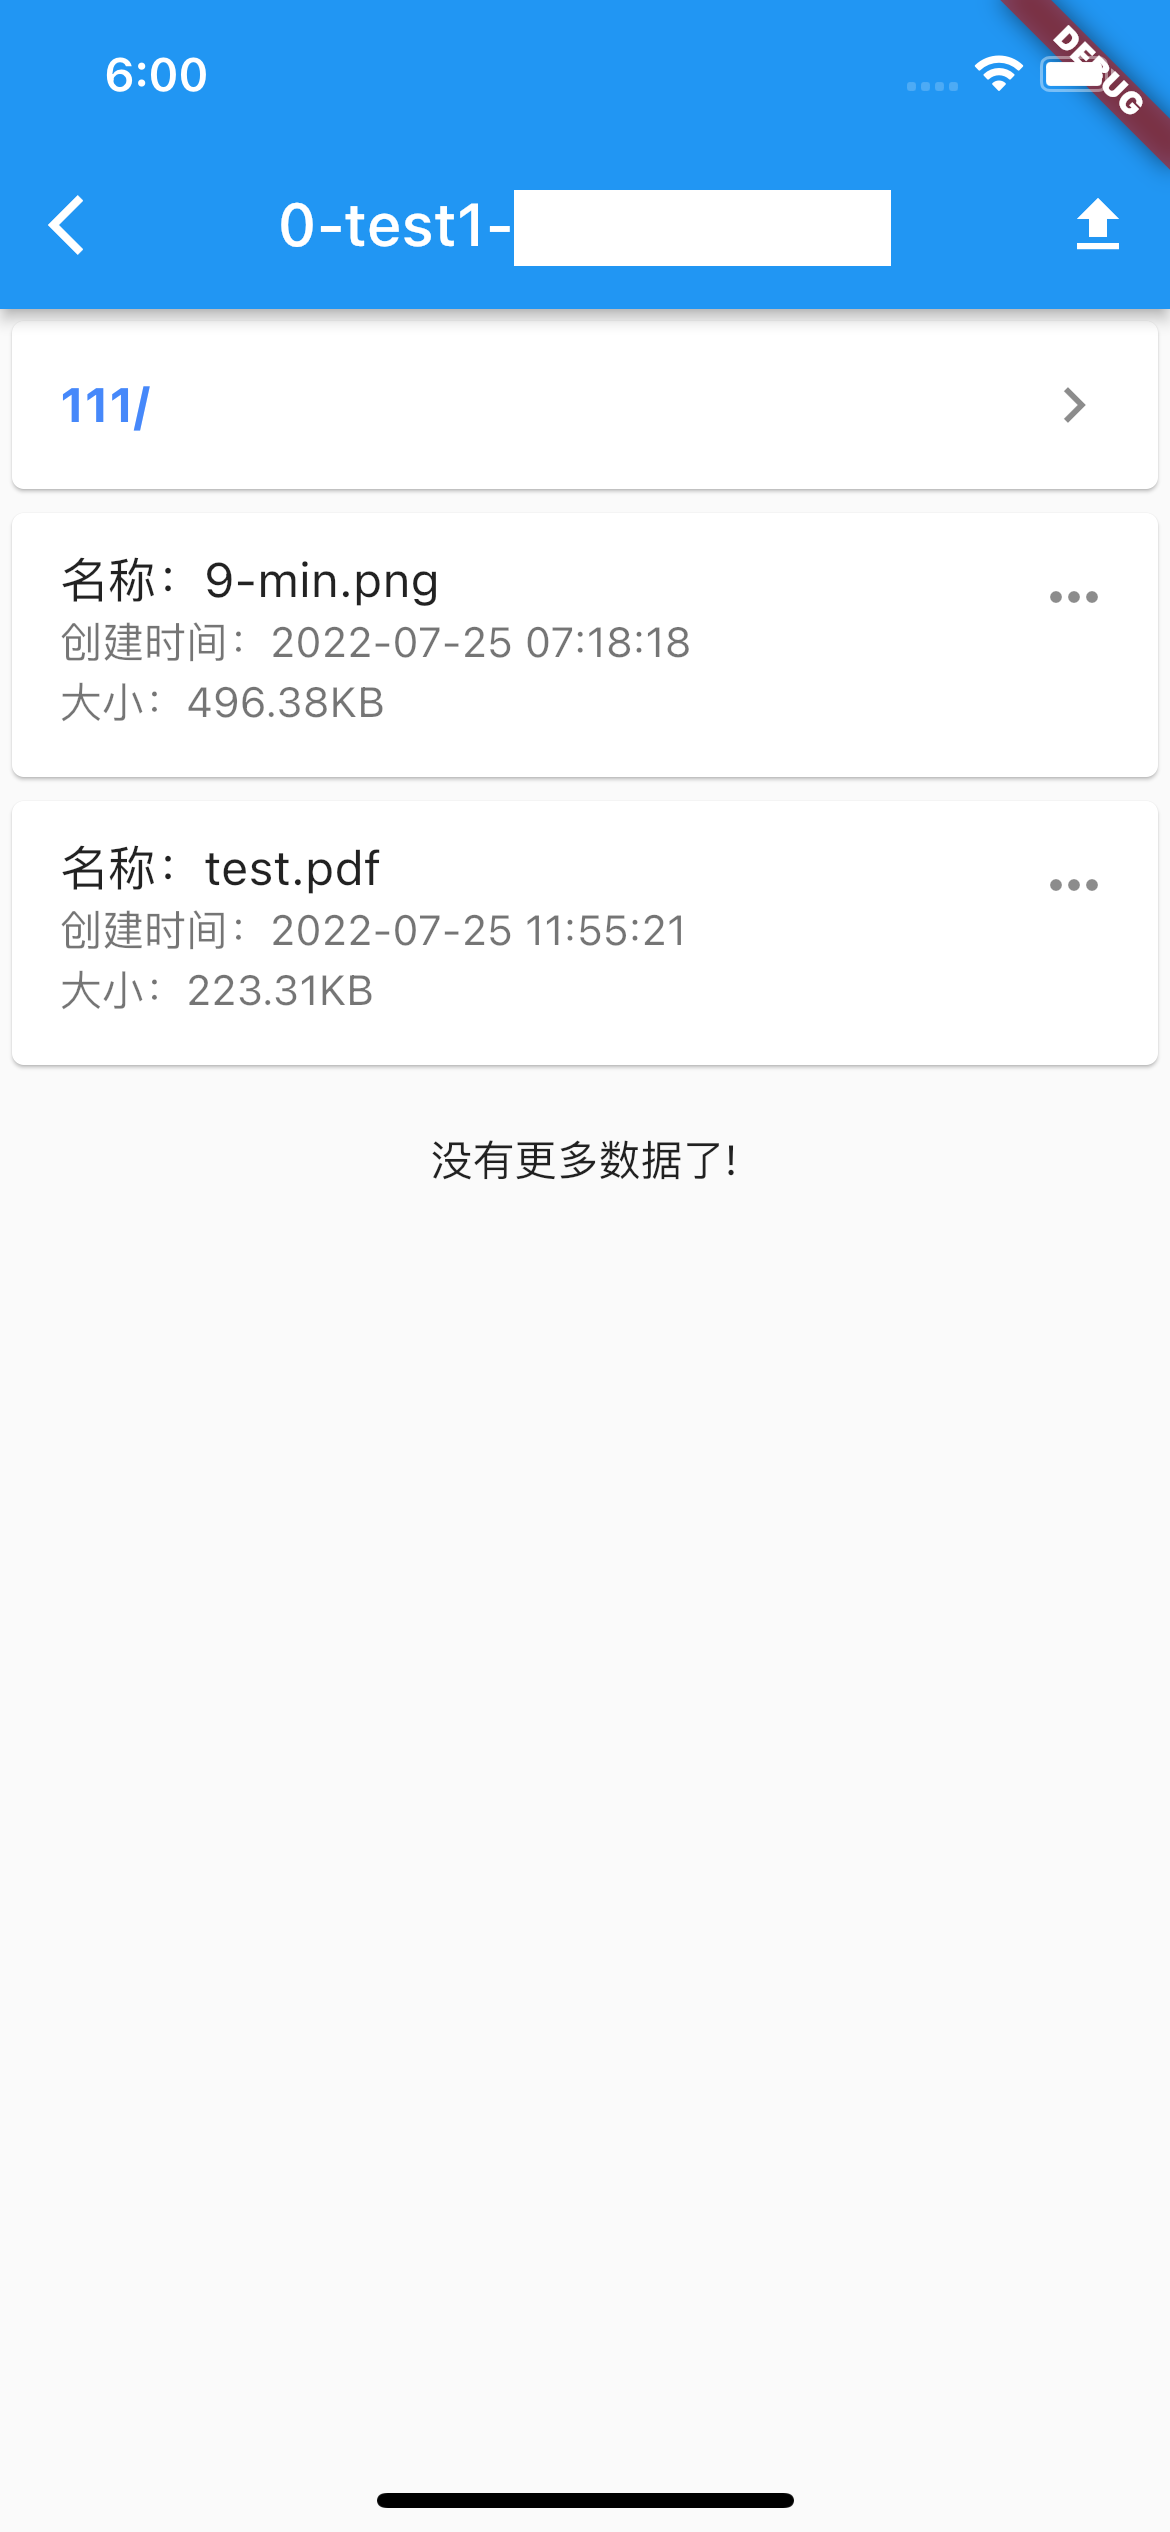 6:00
DEBUG
0-test1-
111/
名称：9-min.png
创建时间：2022-07-25 07:18:18
大小：496.38KB
名称：test.pdf
创建时间：2022-07-25 11:55:21
大小：223.31KB
没有更多数据了!